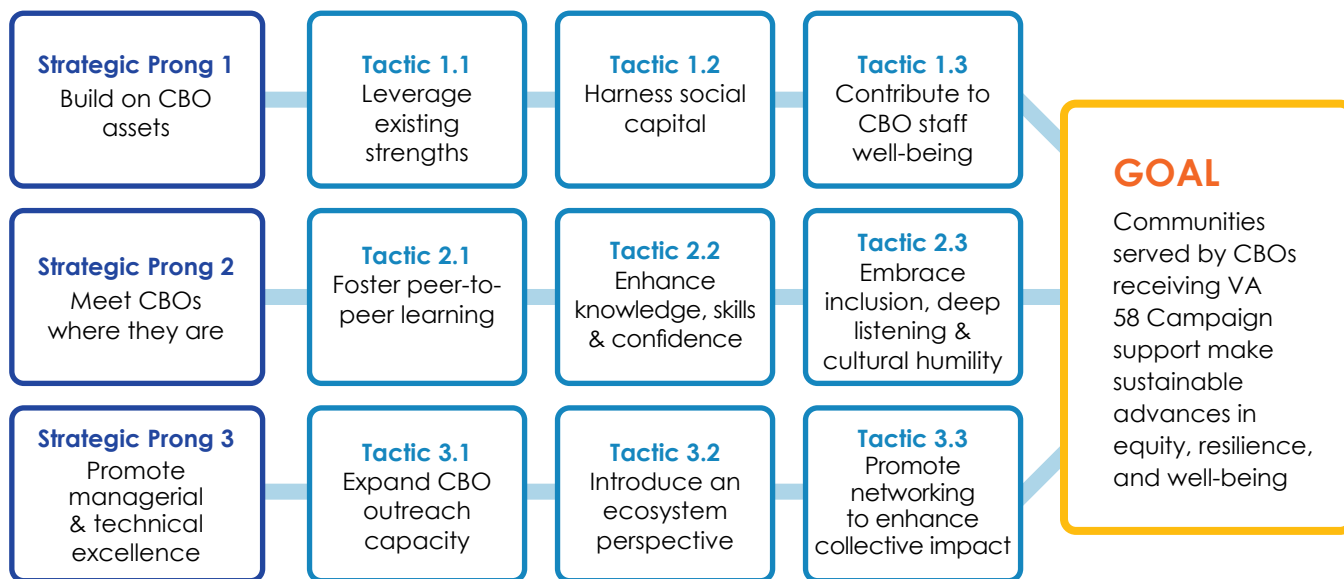 Strategic Prong 1
Build on CBO
assets
Tactic 1.1
Leverage
existing
strengths
Tactic 1.2
Harness social
capital
Tactic 1.3
Contribute to
CBO staff
well-being
Strategic Prong 2
Meet CBOs
where they are
Tactic 2.1
Foster peer-to-
peer learning
Tactic 2.2
Enhance
knowledge, skills
& confidence
Tactic 2.3
Embrace
inclusion, deep
listening &
cultural humility
Strategic Prong 3
Promote
managerial
& technical
excellence
Tactic 3.1
Expand CBO
outreach
capacity
Tactic 3.2
Introduce an
ecosystem
perspective
Tactic 3.3
Promote
networking
to enhance
collective impact
GOAL
Communities
served by CBOs
receiving VA
58 Campaign
support make
sustainable
advances in
equity, resilience,
and well-being